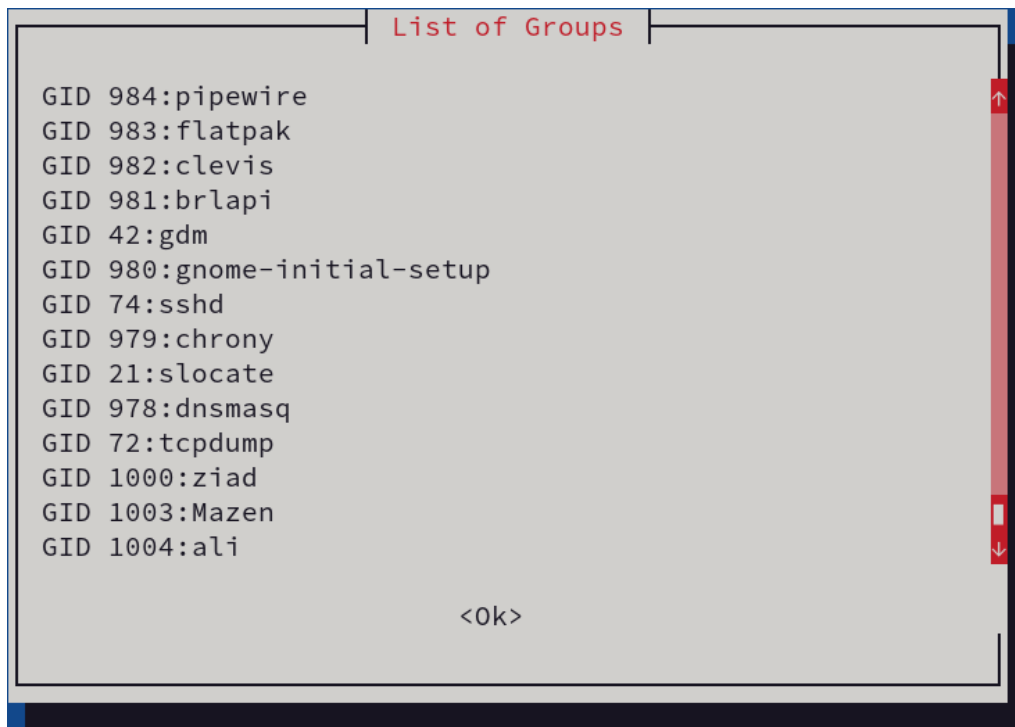 List of Groups
GID 984:pipewire
GID 983:flatpak
GID 982:clevis
GID 981:brlapi
GID 42:gdm
GID 980:gnome-initial-setup
GID 74:sshd
GID 979:chrony
GID 21:slocate
GID 978:dnsmasq
GID 72:tcpdump
GID 1000:ziad
GID 1003:Mazen
GID 1004:ali
<Ok>